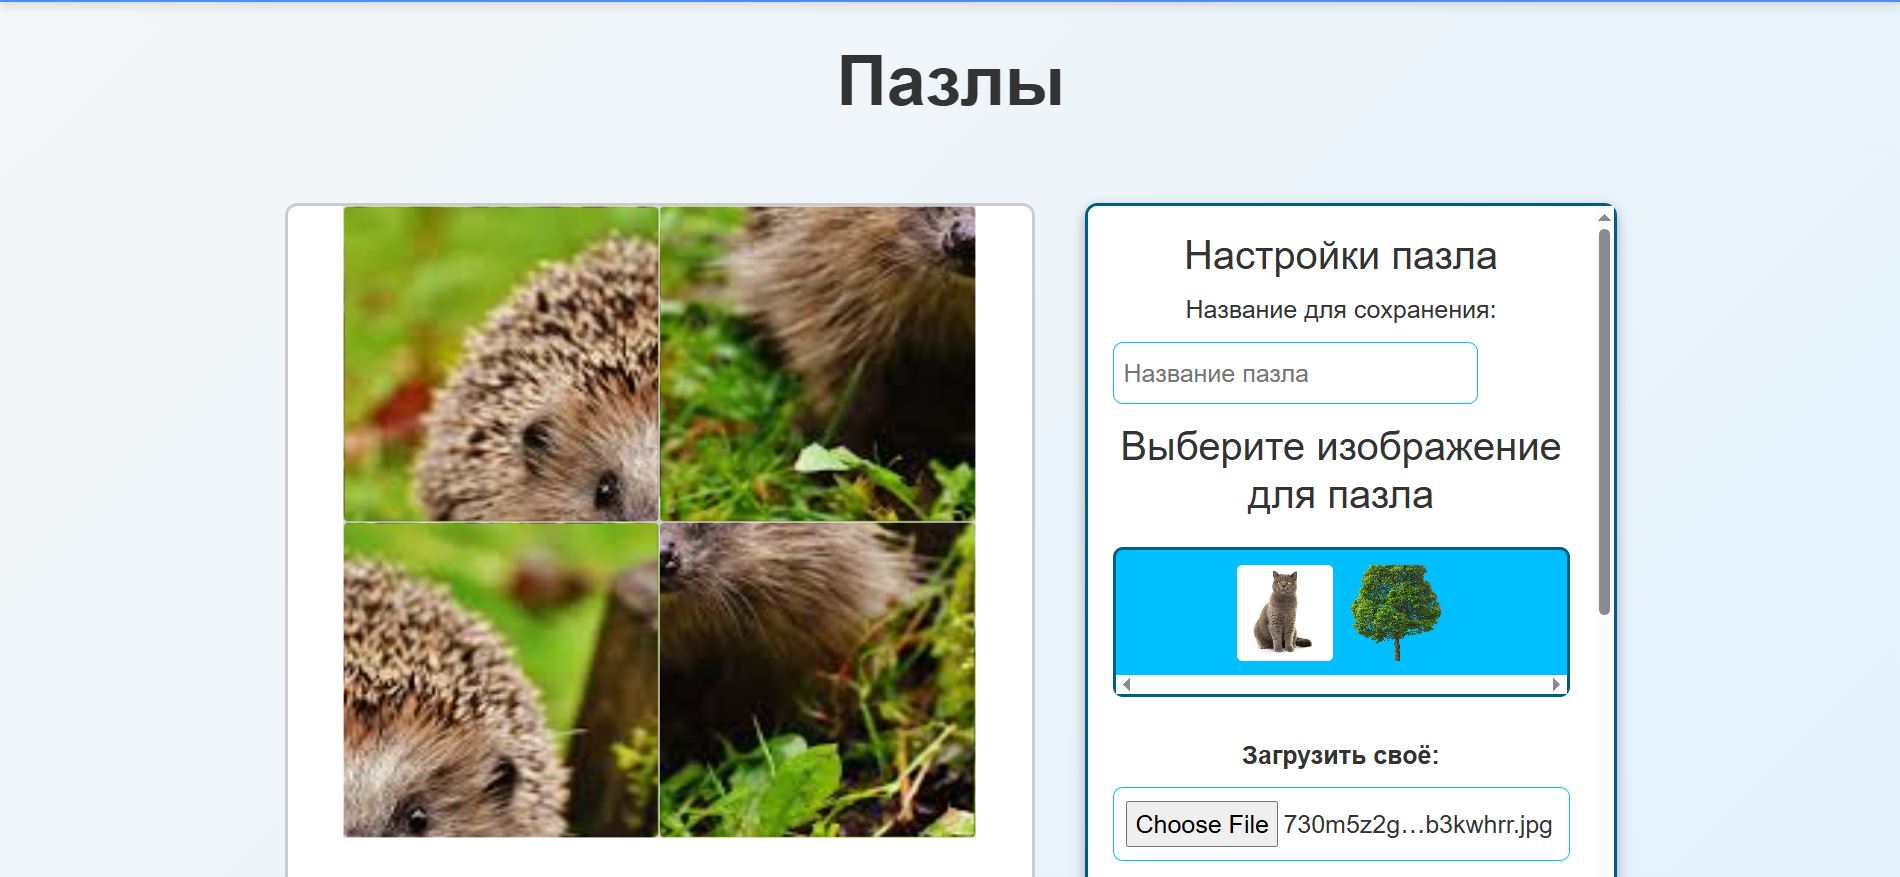 Пазлы
Настройки пазла
Название для сохранения:
Название пазла
Выберите изображение
для пазла
Загрузить своё:
Choose File 730m5z2g...b3kwhrr.jpg